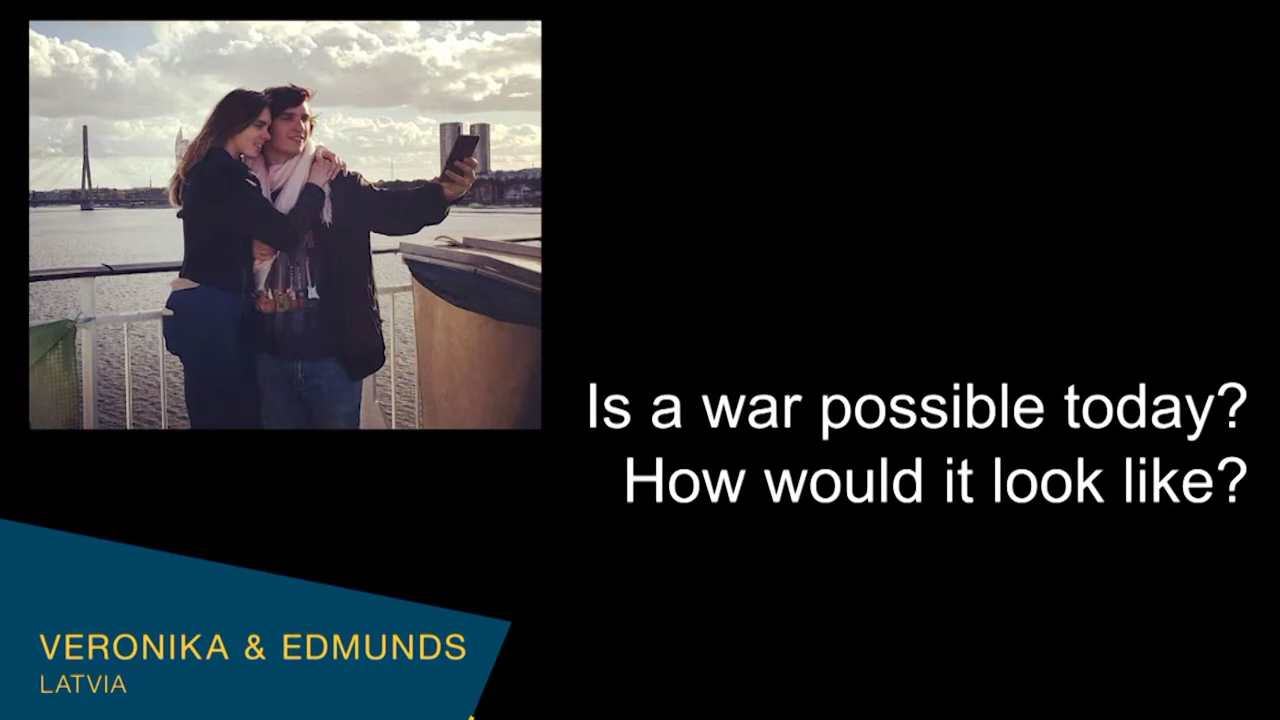 Is a war possible today?
How would it look like?
VERONIKA & EDMUNDS
LATVIA